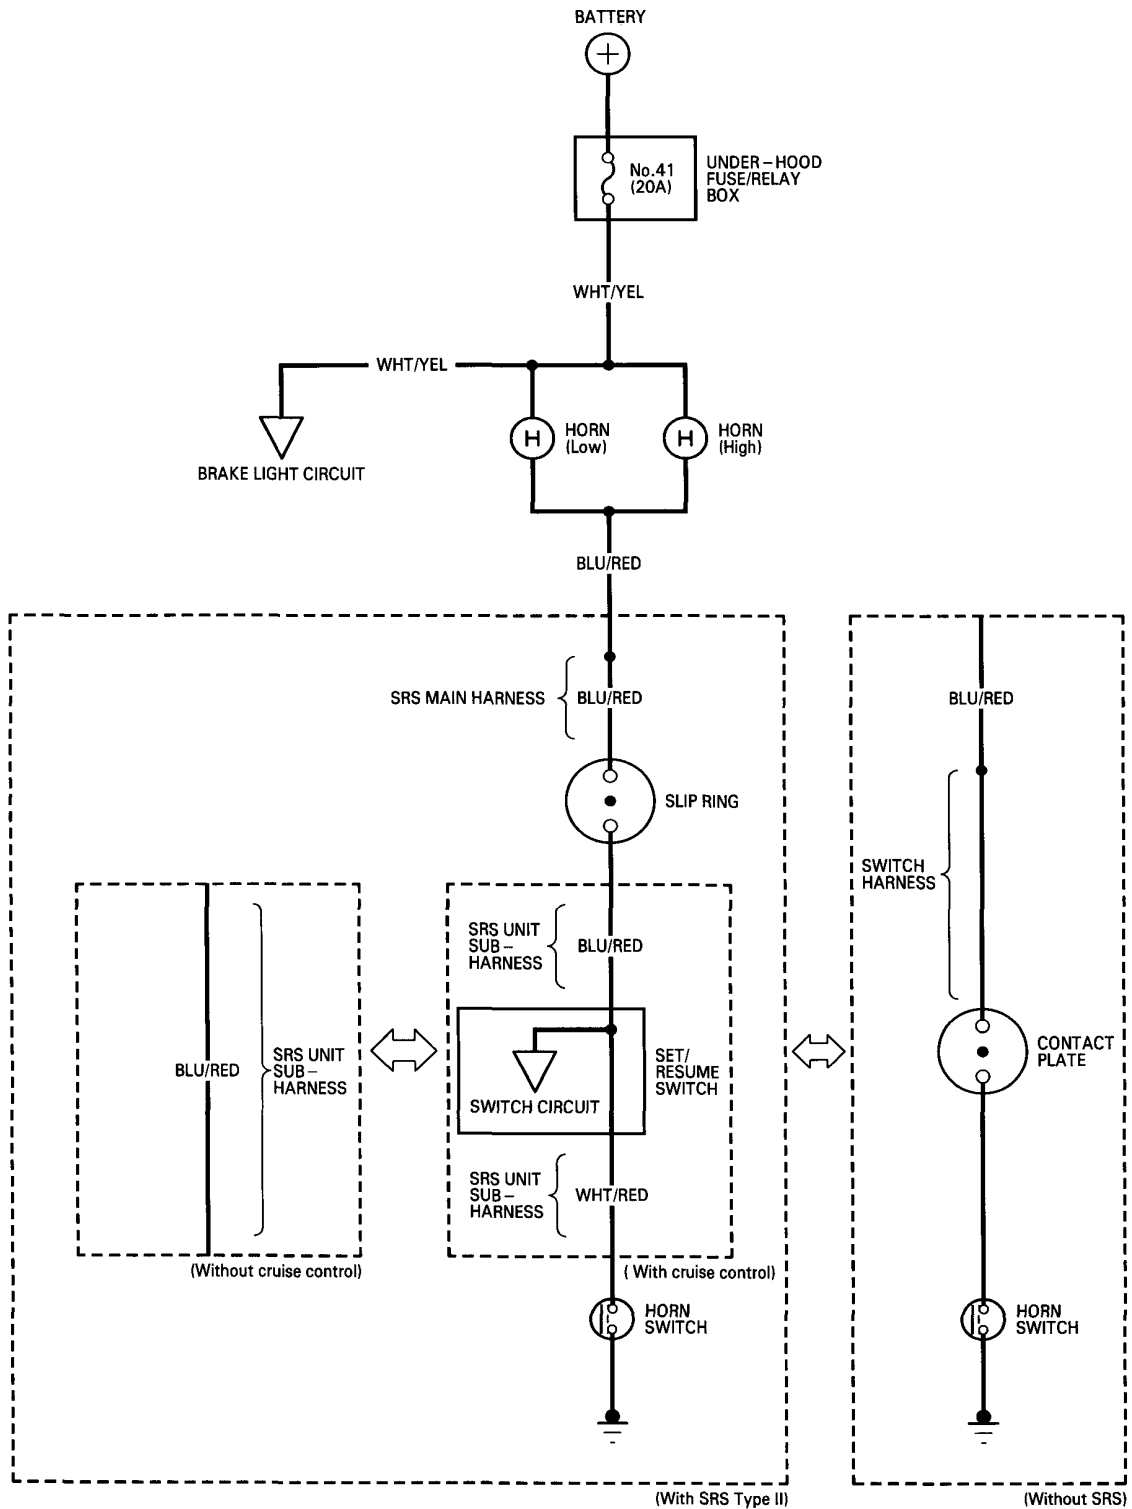 BATTERY
+
No.41
(20A)
UNDER–HOOD
FUSE/RELAY
BOX
WHT/YEL
WHT/YEL
BRAKE LIGHT CIRCUIT
H
HORN
(Low)
H
HORN
(High)
BLU/RED
SRS MAIN HARNESS
BLU/RED
SLIP RING
BLU/RED
SWITCH
HARNESS
SRS UNIT
SUB–
HARNESS
BLU/RED
BLU/RED
SRS UNIT
SUB–
HARNESS
SWITCH CIRCUIT
SET/
RESUME
SWITCH
CONTACT
PLATE
SRS UNIT
SUB–
HARNESS
WHT/RED
(Without cruise control)
( With cruise control)
HORN
SWITCH
HORN
SWITCH
(With SRS Type II)
(Without SRS)